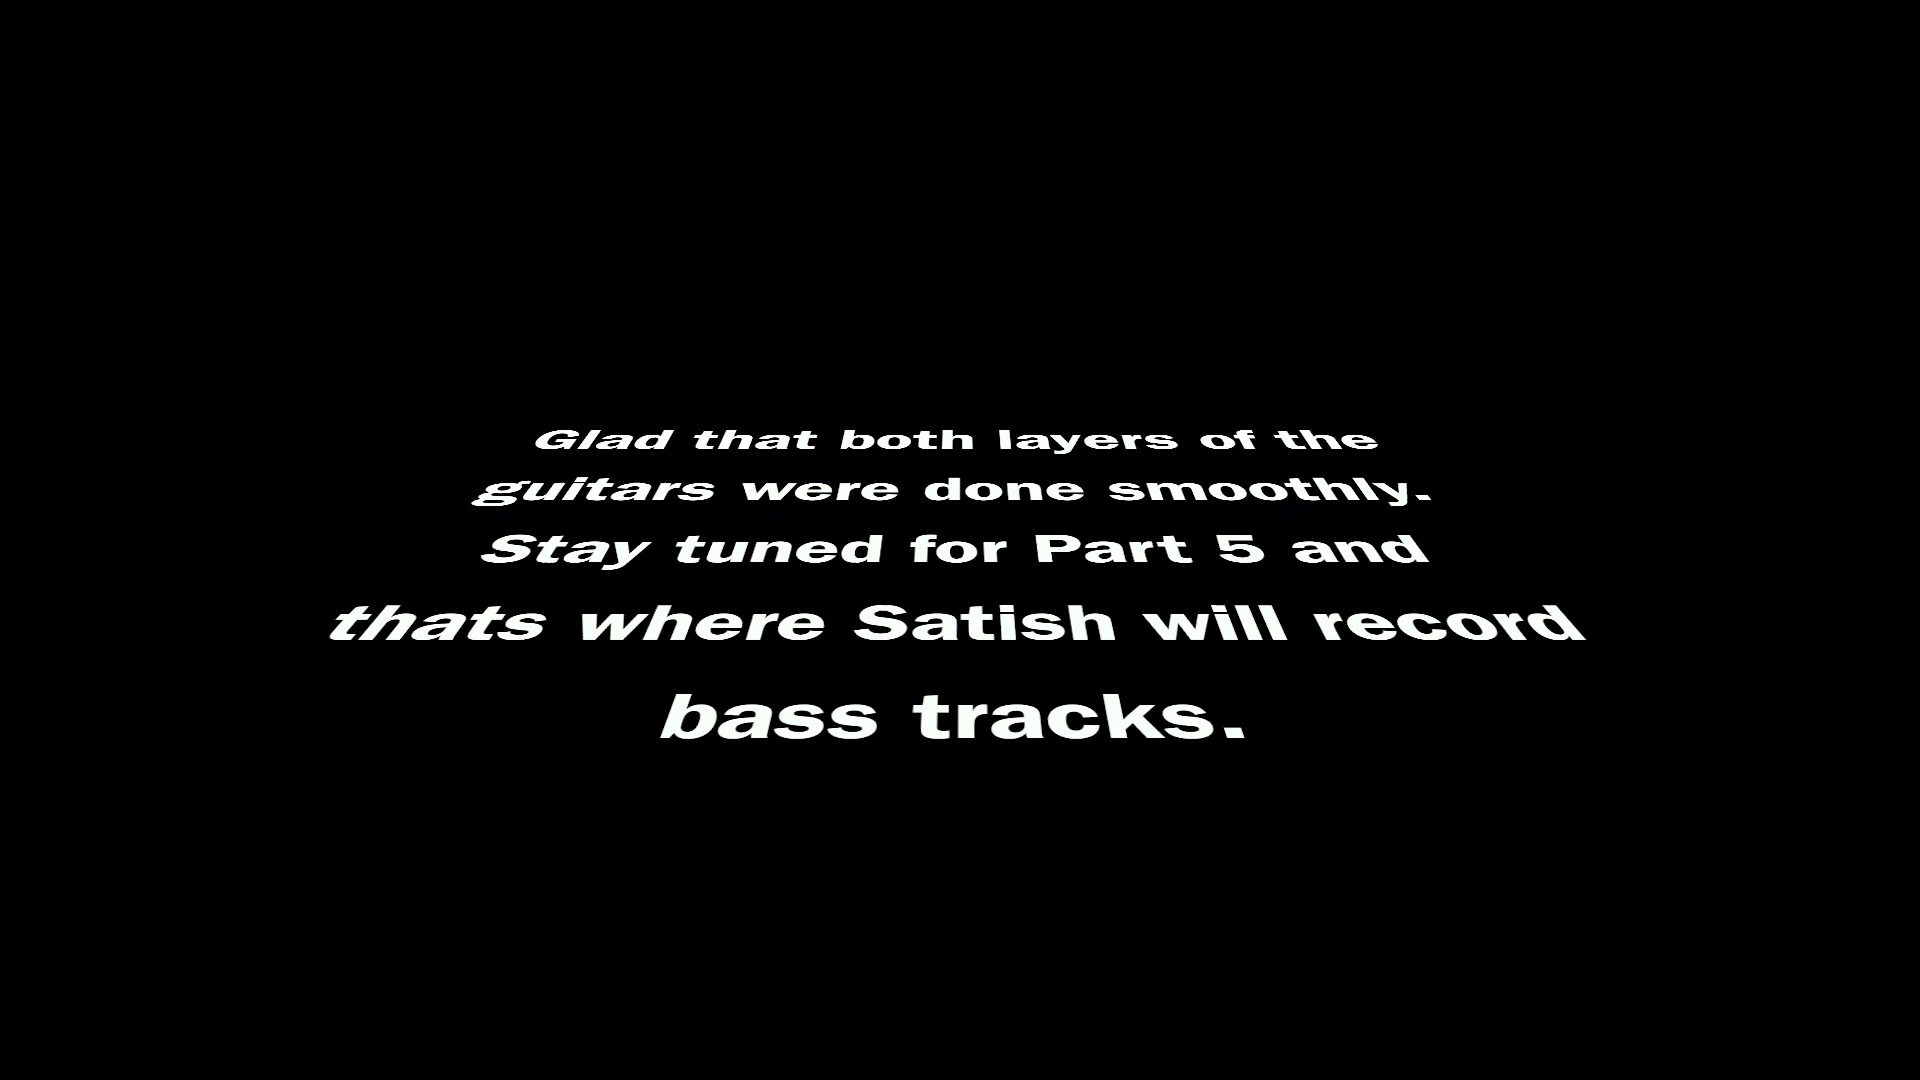 Glad that both layers of the
guitars were done smoothly.
Stay tuned for Part 5 and
thats where Satish will record
bass tracks.